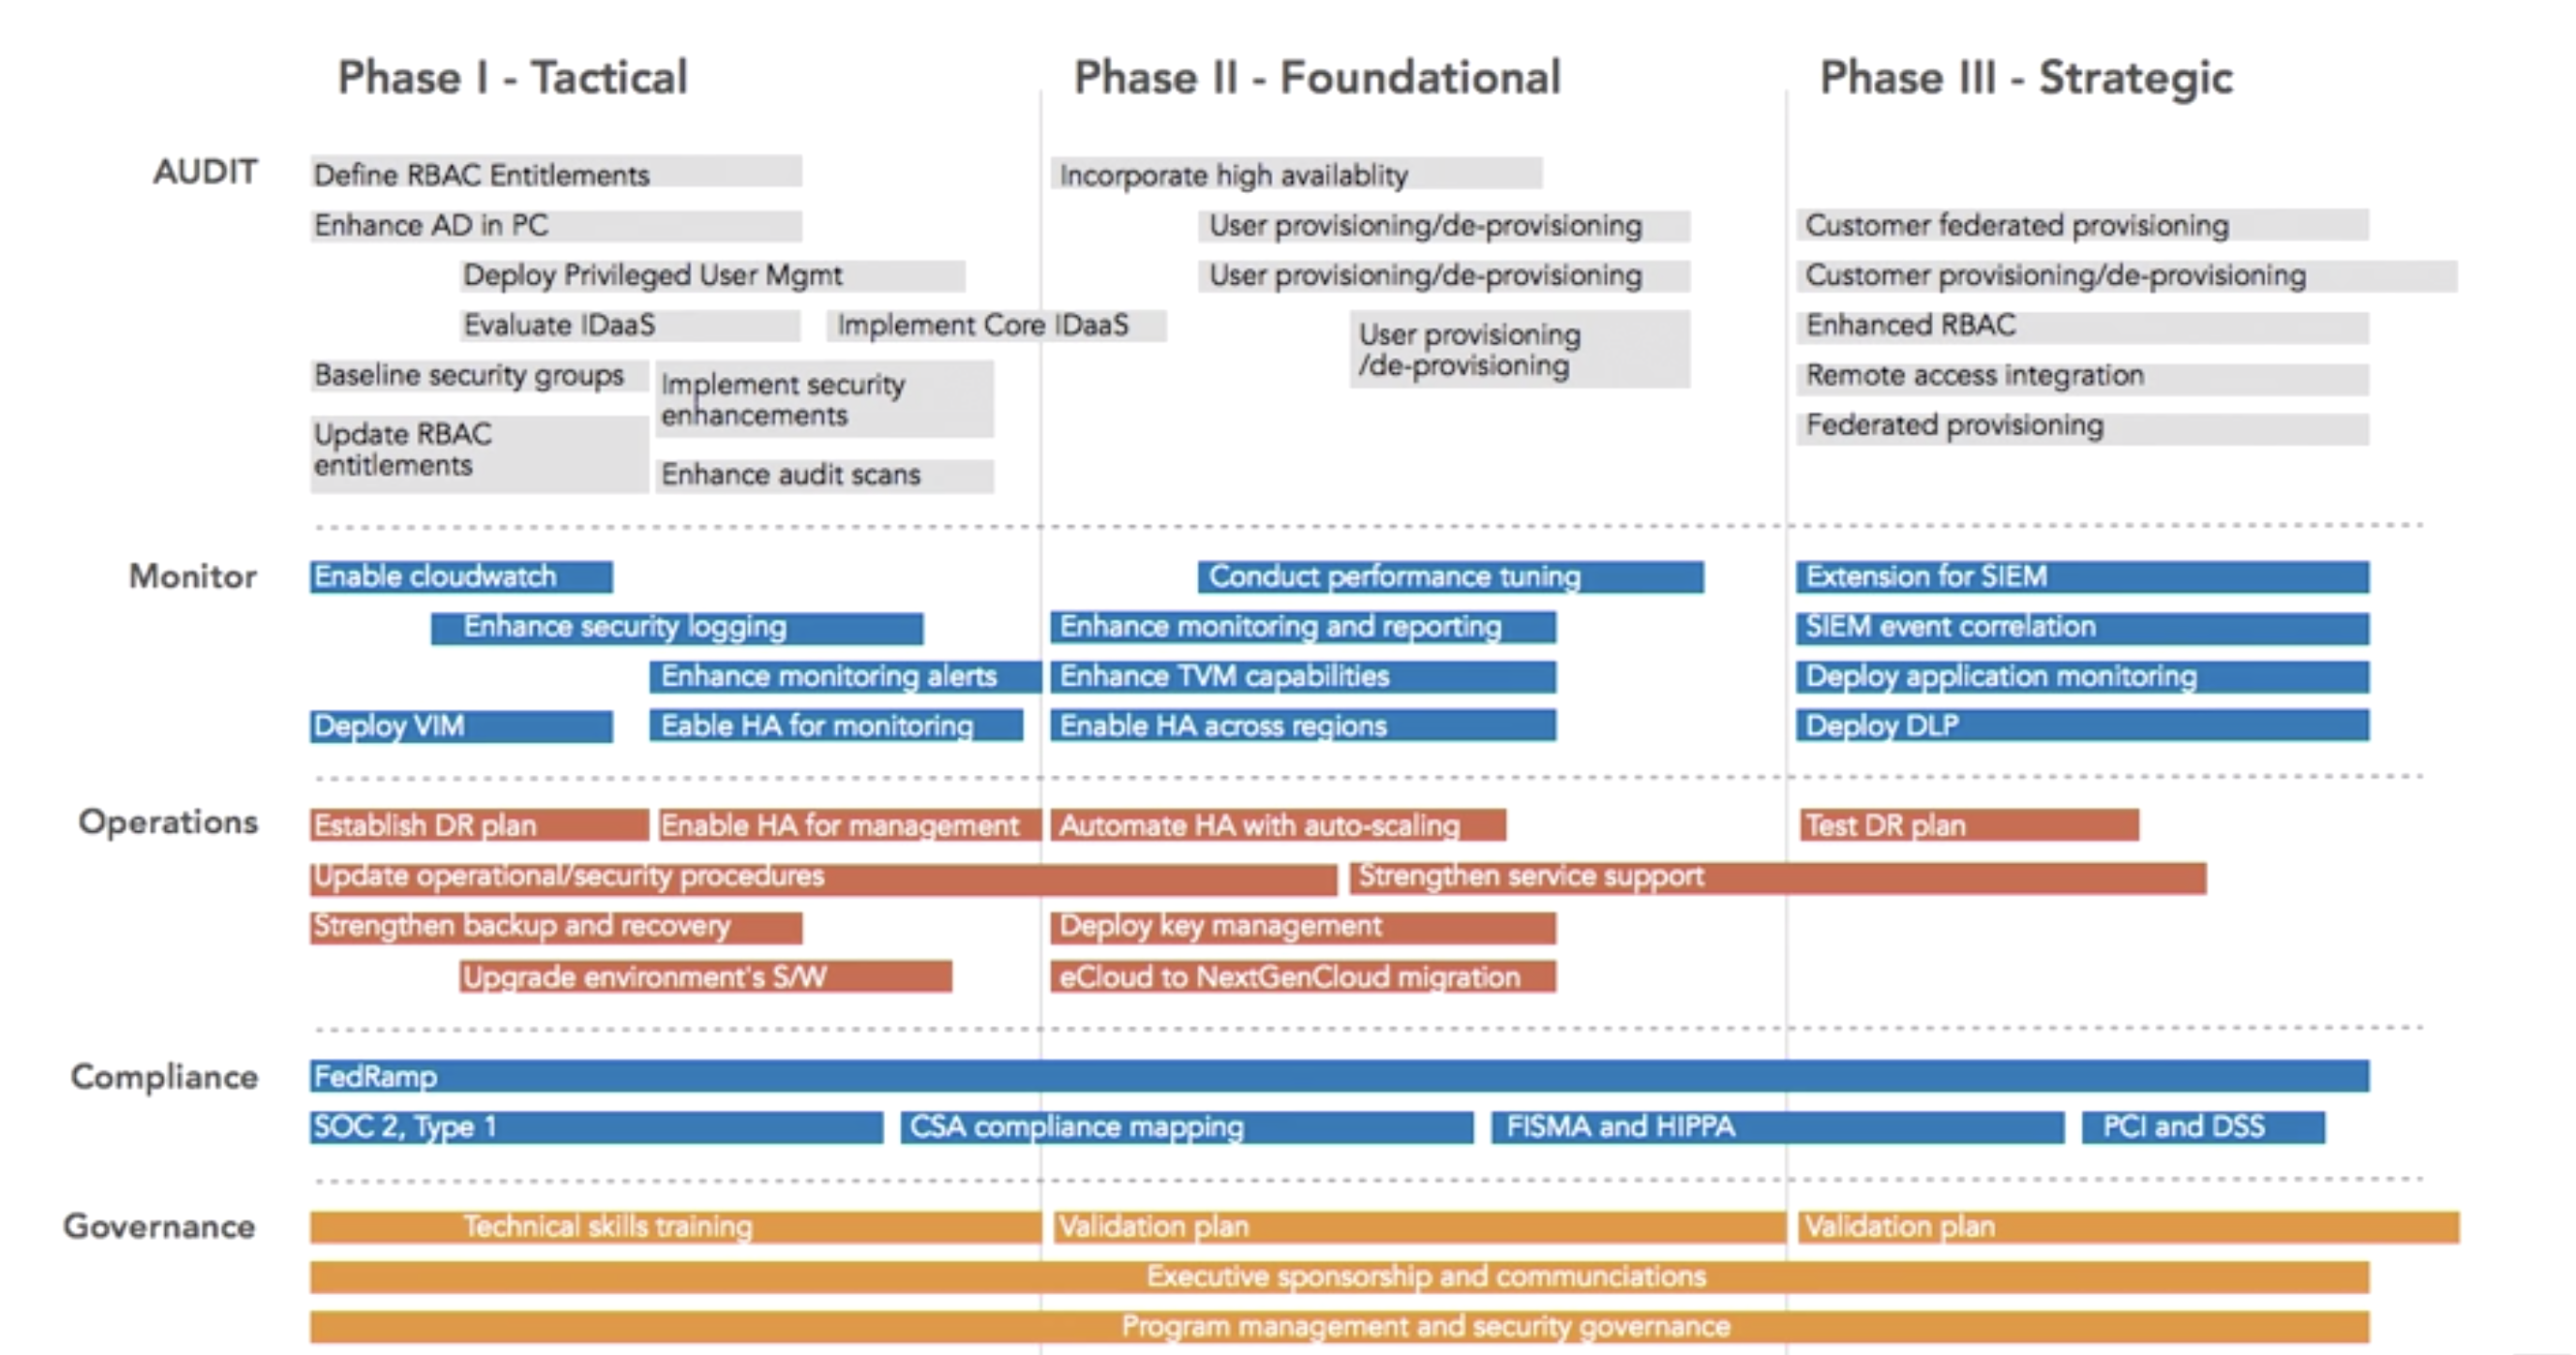 Phase I - Tactical
Phase II - Foundational
Phase III - Strategic
AUDIT
Define RBAC Entitlements
Incorporate high availablity
Enhance AD in PC
User provisioning/de-provisioning
Customer federated provisioning
Deploy Privileged User Mgmt
User provisioning/de-provisioning
Customer provisioning/de-provisioning
Evaluate IDaaS
Implement Core IDaaS
User provisioning
/de-provisioning
Enhanced RBAC
Baseline security groups
Implement security
enhancements
Remote access integration
Update RBAC
entitlements
Federated provisioning
Enhance audit scans
Monitor
Enable cloudwatch
Conduct performance tuning
Extension for SIEM
Enhance security logging
Enhance monitoring and reporting
SIEM event correlation
Enhance monitoring alerts
Enhance TVM capabilities
Deploy application monitoring
Deploy VIM
Eable HA for monitoring
Enable HA across regions
Deploy DLP
Operations
Establish DR plan
Enable HA for management
Automate HA with auto-scaling
Test DR plan
Update operational/security procedures
Strengthen service support
Strengthen backup and recovery
Deploy key management
Upgrade environment's S/W
eCloud to NextGenCloud migration
Compliance
FedRamp
SOC 2, Type 1
CSA compliance mapping
FISMA and HIPPA
PCI and DSS
Governance
Technical skills training
Validation plan
Validation plan
Executive sponsorship and communciations
Program management and security governance